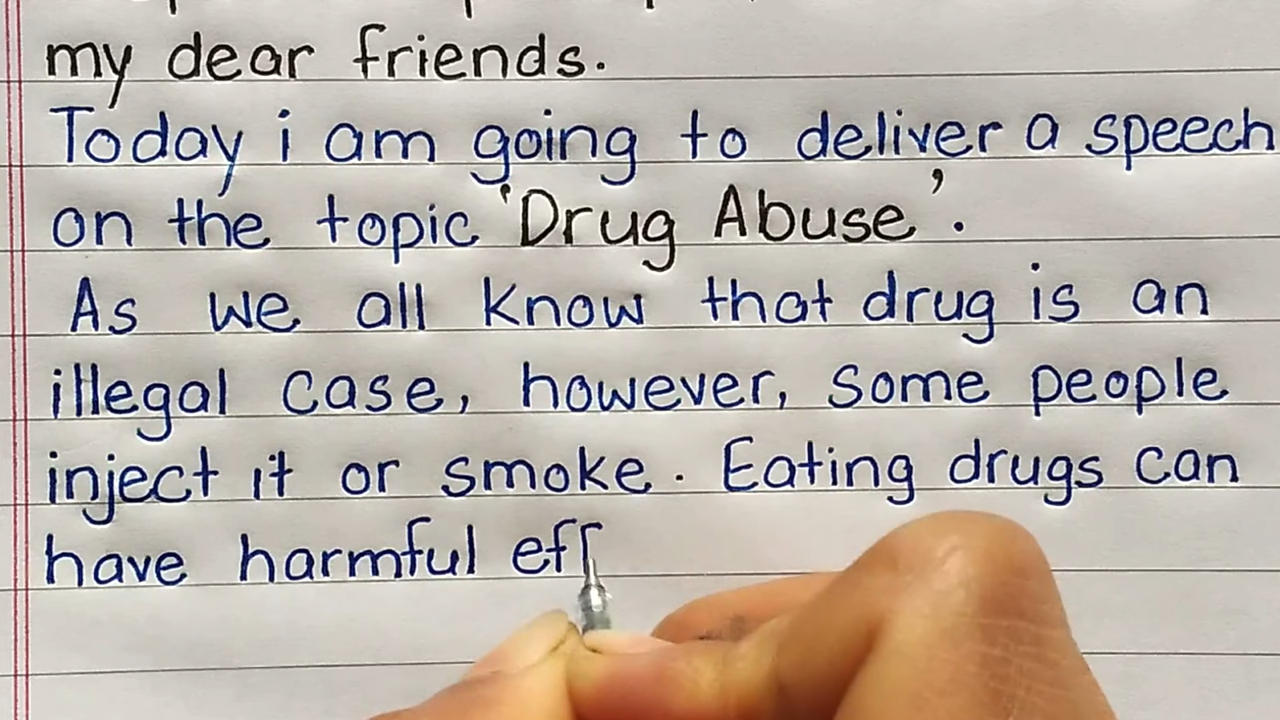 my dear friends.
Today i am going to deliver a speech
on the topic 'Drug Abuse'.
As we all know that drug is an
illegal case, however, some people
inject it or smoke. Eating drugs can
have harmful eff